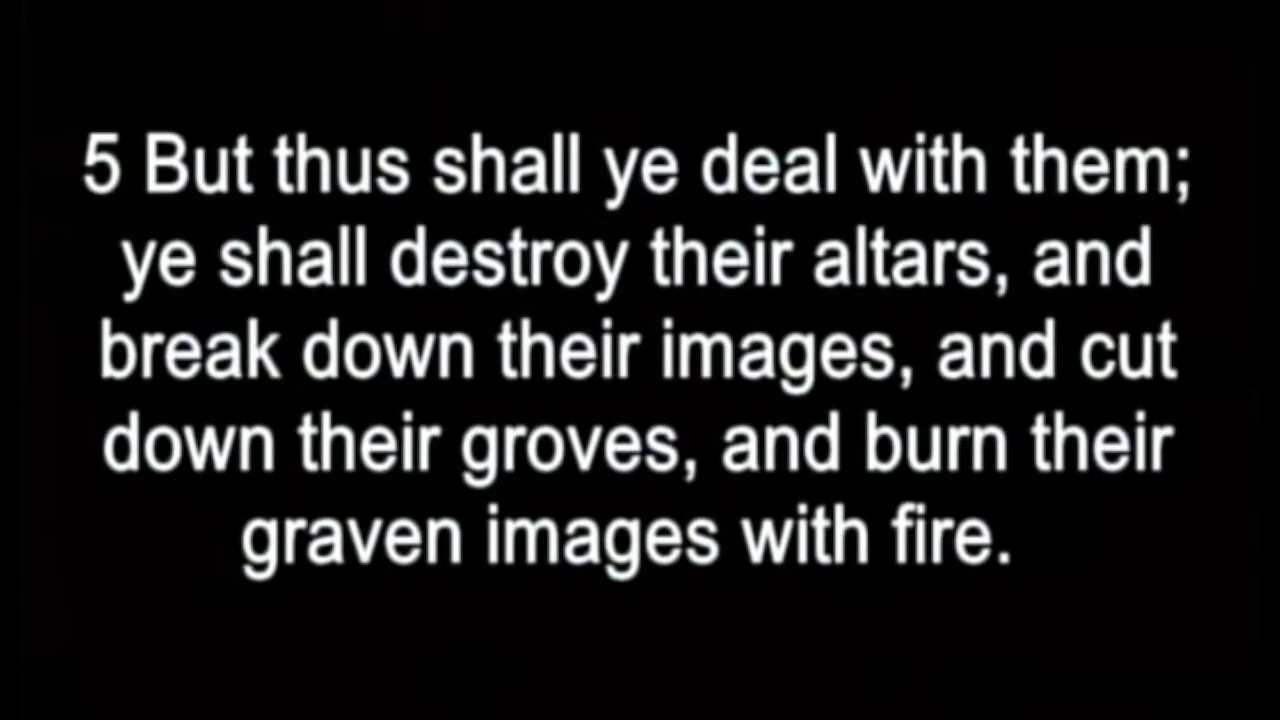 5 But thus shall ye deal with them;
ye shall destroy their altars, and
break down their images, and cut
down their groves, and burn their
graven images with fire.